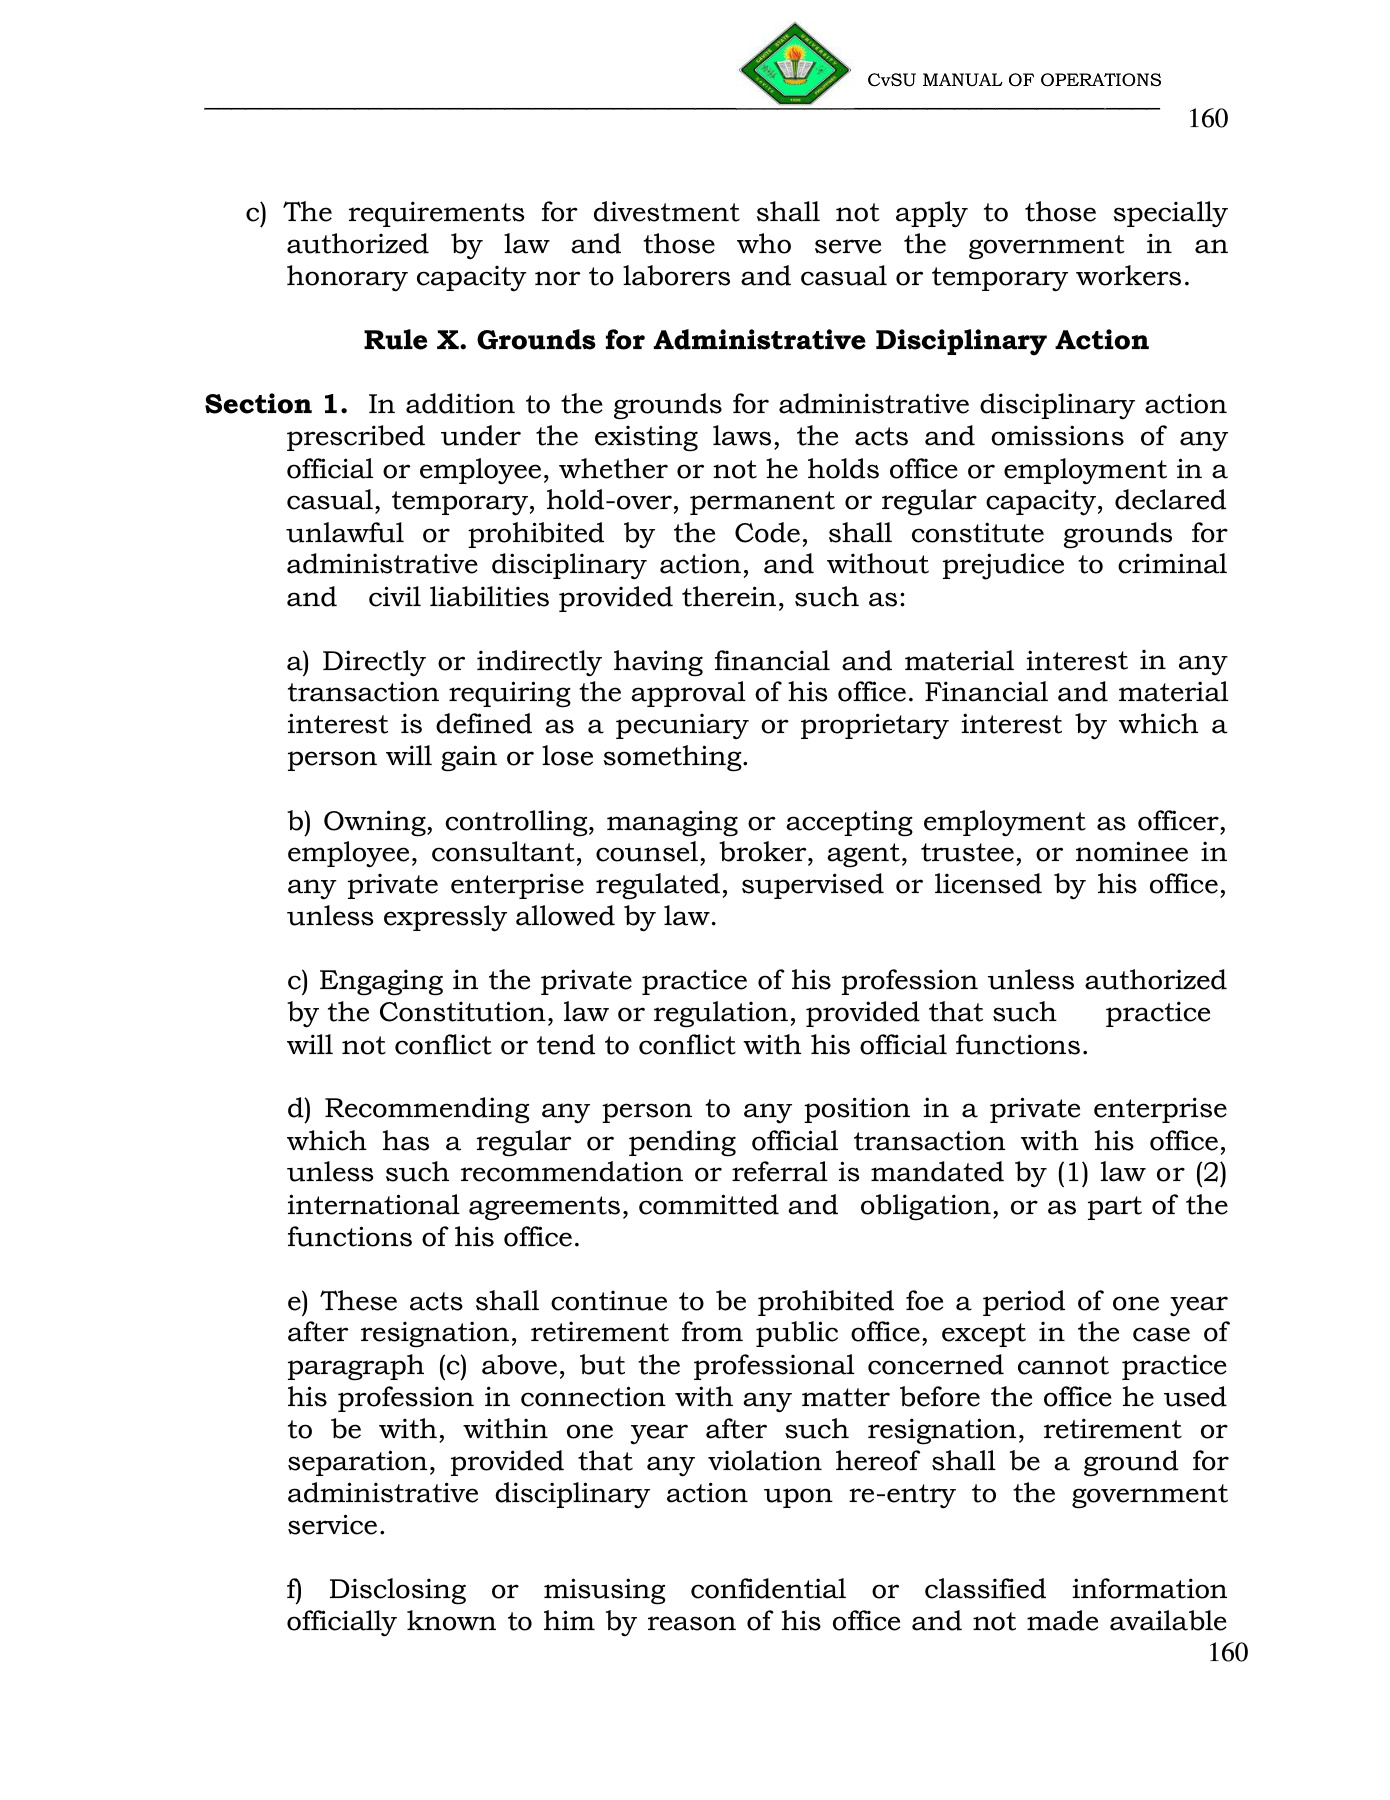 CvSU MANUAL OF OPERATIONS
160
c) The requirements for divestment shall not apply to those specially
authorized by law and those who serve the government in an
honorary capacity nor to laborers and casual or temporary workers.
Rule X. Grounds for Administrative Disciplinary Action
Section 1. In addition to the grounds for administrative disciplinary action
prescribed under the existing laws, the acts and omissions of any
official or employee, whether or not he holds office or employment in a
casual, temporary, hold-over, permanent or regular capacity, declared
unlawful or prohibited by the Code, shall constitute grounds for
administrative disciplinary action, and without prejudice to criminal
and civil liabilities provided therein, such as:
a) Directly or indirectly having financial and material interest in any
transaction requiring the approval of his office. Financial and material
interest is defined as a pecuniary or proprietary interest by which a
person will gain or lose something.
b) Owning, controlling, managing or accepting employment as officer,
employee, consultant, counsel, broker, agent, trustee, or nominee in
any private enterprise regulated, supervised or licensed by his office,
unless expressly allowed by law.
c) Engaging in the private practice of his profession unless authorized
by the Constitution, law or regulation, provided that such practice
will not conflict or tend to conflict with his official functions.
d) Recommending any person to any position in a private enterprise
which has a regular or pending official transaction with his office,
unless such recommendation or referral is mandated by (1) law or (2)
international agreements, committed and obligation, or as part of the
functions of his office.
e) These acts shall continue to be prohibited foe a period of one year
after resignation, retirement from public office, except in the case of
paragraph (c) above, but the professional concerned cannot practice
his profession in connection with any matter before the office he used
to be with, within one year after such resignation, retirement or
separation, provided that any violation hereof shall be a ground for
administrative disciplinary action upon re-entry to the government
service.
f) Disclosing or misusing confidential or classified information
officially known to him by reason of his office and not made available
160